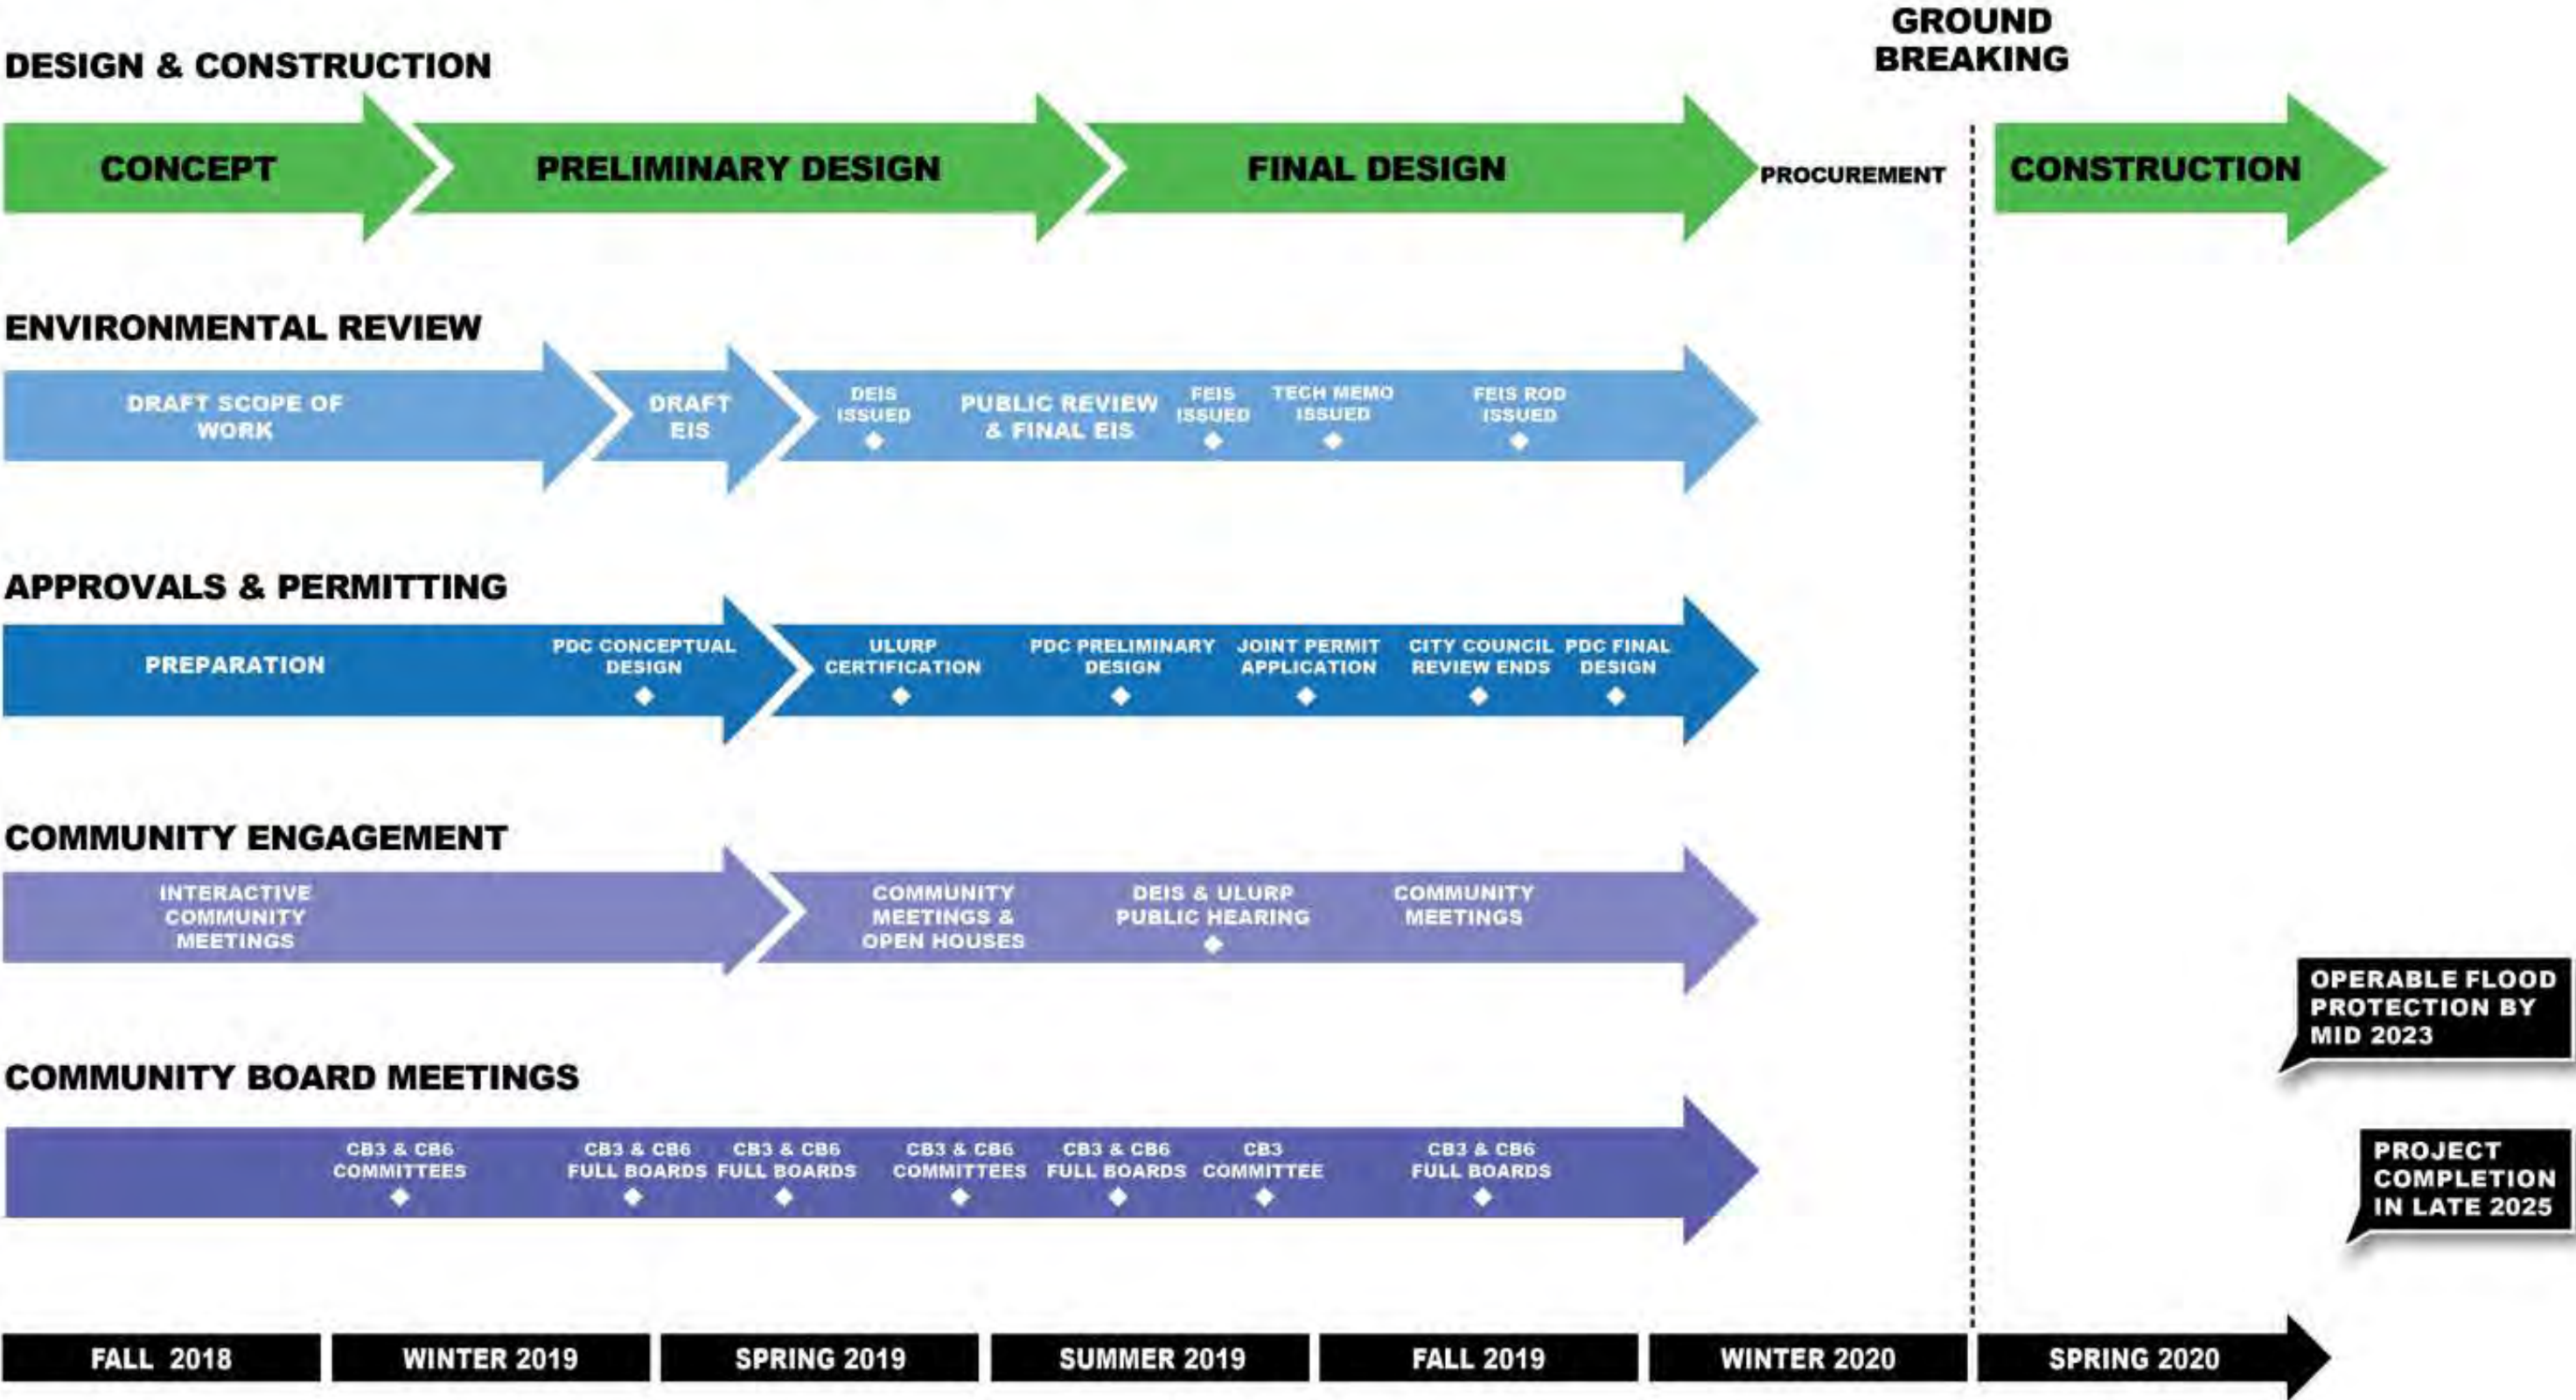 GROUND
BREAKING
DESIGN & CONSTRUCTION
CONCEPT
PRELIMINARY DESIGN
FINAL DESIGN
PROCUREMENT
CONSTRUCTION
ENVIRONMENTAL REVIEW
DRAFT SCOPE OF
WORK
DRAFT
EIS
DEIS
ISSUED
PUBLIC REVIEW
& FINAL EIS
FEIS
ISSUED
TECH MEMO
ISSUED
FEIS ROD
ISSUED
APPROVALS & PERMITTING
PREPARATION
PDC CONCEPTUAL
DESIGN
ULURP
CERTIFICATION
PDC PRELIMINARY
DESIGN
JOINT PERMIT
APPLICATION
CITY COUNCIL
REVIEW ENDS
PDC FINAL
DESIGN
COMMUNITY ENGAGEMENT
INTERACTIVE
COMMUNITY
MEETINGS
COMMUNITY
MEETINGS &
OPEN HOUSES
DEIS & ULURP
PUBLIC HEARING
COMMUNITY
MEETINGS
OPERABLE FLOOD
PROTECTION BY
MID 2023
COMMUNITY BOARD MEETINGS
CB3 & CB6
COMMITTEES
CB3 & CB6
FULL BOARDS
CB3 & CB6
FULL BOARDS
CB3 & CB6
COMMITTEES
CB3 & CB6
FULL BOARDS
CB3
COMMITTEE
CB3 & CB6
FULL BOARDS
PROJECT
COMPLETION
IN LATE 2025
FALL 2018
WINTER 2019
SPRING 2019
SUMMER 2019
FALL 2019
WINTER 2020
SPRING 2020